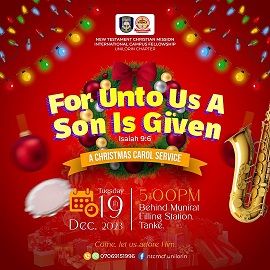 NEW TESTAMENT CHRISTIAN MISSION
INTERNATIONAL CAMPUS FELLOWSHIP
UNILORIN CHAPTER
For Unto Us A
Son Is Given
Isaiah 9:6
A CHRISTMAS CAROL SERVICE
Tuesday
19
Dec. 2023
5:00PM
Behind Munirat
Filling Station,
Tanke.
Come, let us adore Him.
07069151996
ntcmcf unilorin